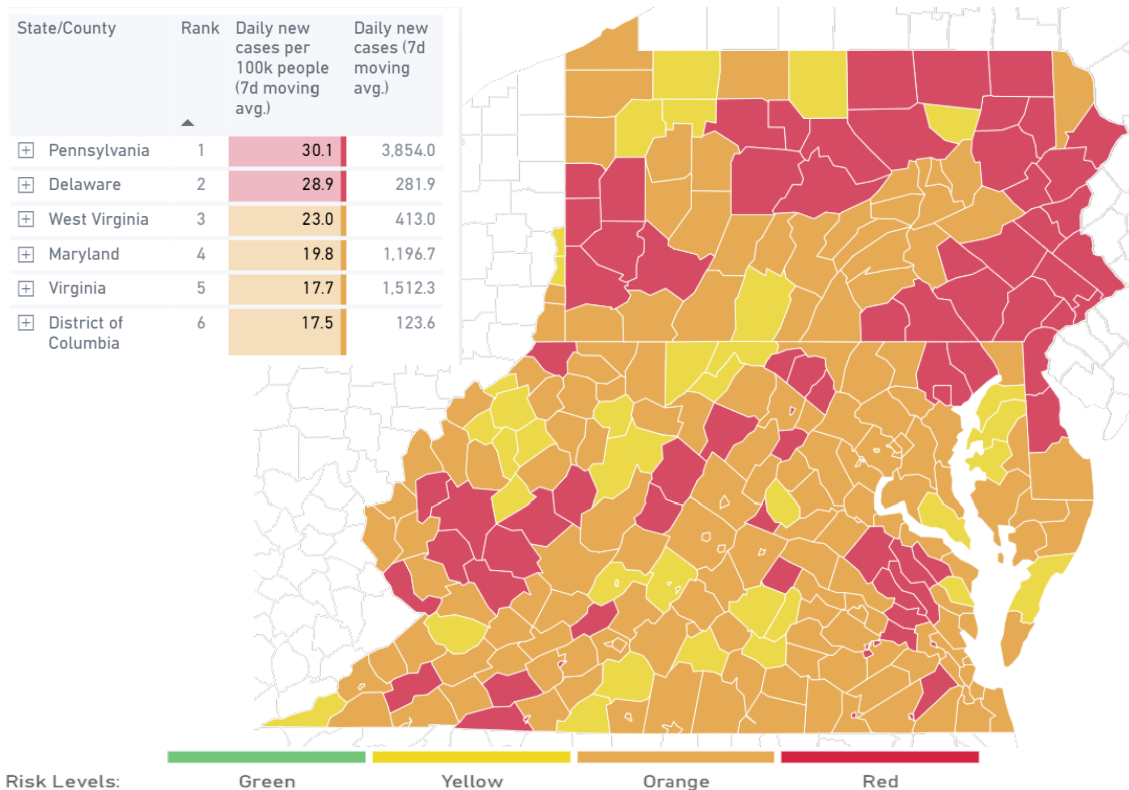 State/County Rank Daily new cases per 100k people (7d moving avg.) Daily new cases (7d moving avg.)
Pennsylvania 1 30.1 3,854.0
Delaware 2 28.9 281.9
West Virginia 3 23.0 413.0
Maryland 4 19.8 1,196.7
Virginia 5 17.7 1,512.3
District of Columbia 6 17.5 123.6
Risk Levels: Green Yellow Orange Red